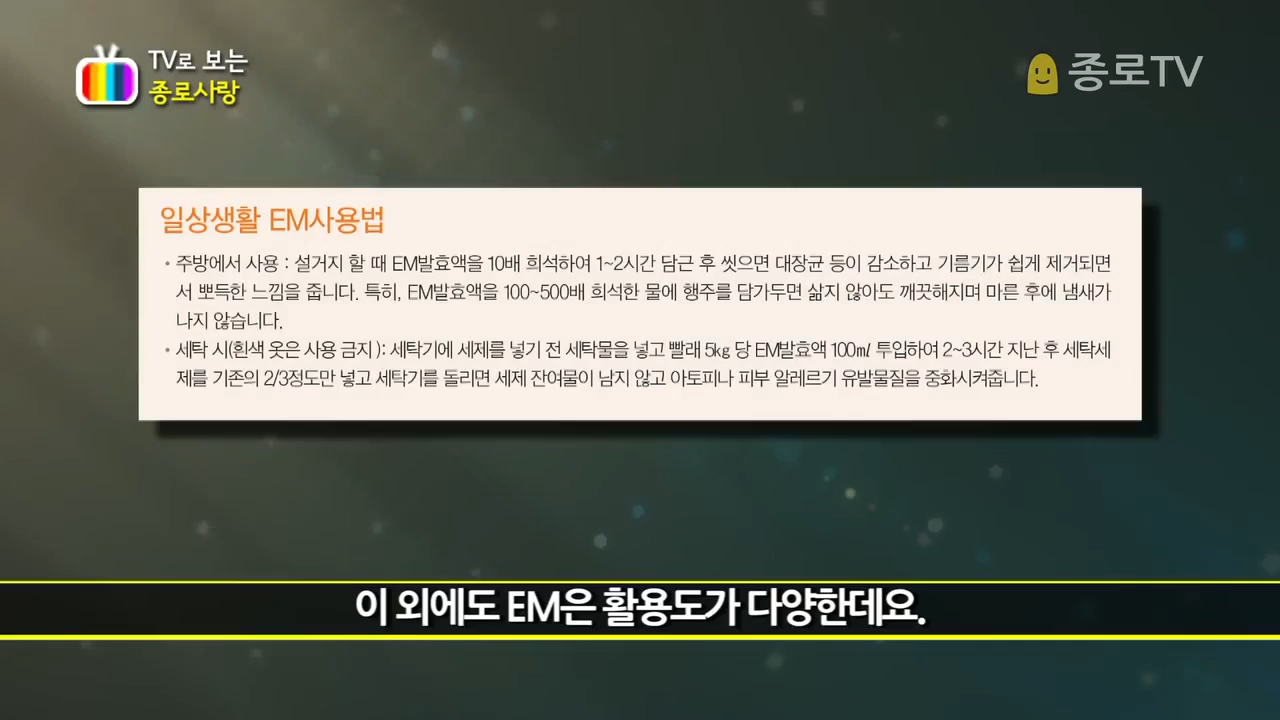 TV로 보는
종로사랑
종로TV
일상생활 EM사용법
• 주방에서 사용 : 설거지 할 때 EM발효액을 10배 희석하여 1~2시간 담근 후 씻으면 대장균 등이 감소하고 기름기가 쉽게 제거되면
서 뽀득한 느낌을 줍니다. 특히, EM발효액을 100~500배 희석한 물에 행주를 담가두면 삶지 않아도 깨끗해지며 마른 후에 냄새가
나지 않습니다.
• 세탁 시(흰색 옷은 사용 금지 ): 세탁기에 세제를 넣기 전 세탁물을 넣고 빨래 5㎏ 당 EM발효액 100㎖ 투입하여 2~3시간 지난 후 세탁세
제를 기존의 2/3정도만 넣고 세탁기를 돌리면 세제 잔여물이 남지 않고 아토피나 피부 알레르기 유발물질을 중화시켜줍니다.
이 외에도 EM은 활용도가 다양한데요.